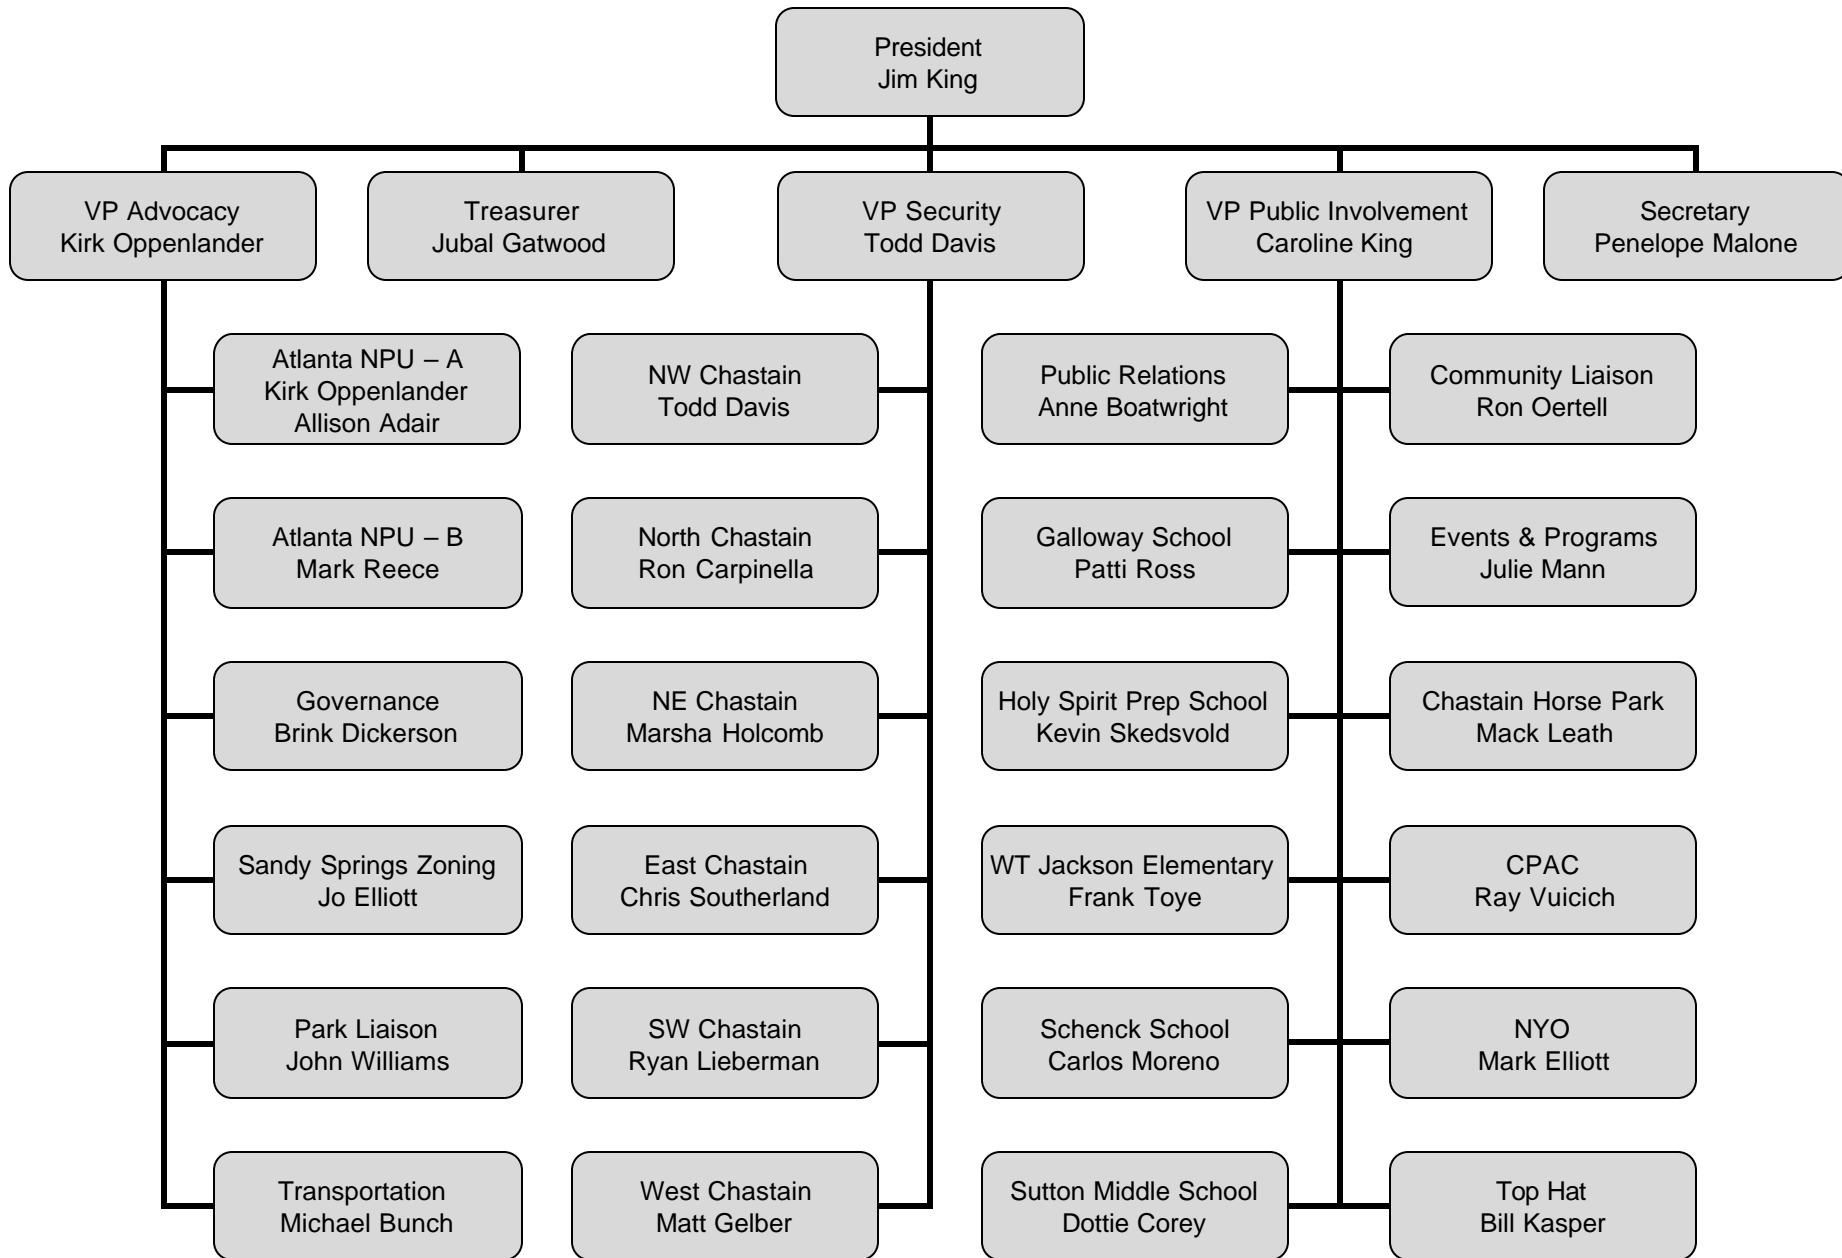 President
Jim King
VP Advocacy
Kirk Oppenlander
Treasurer
Jubal Gatwood
VP Security
Todd Davis
VP Public Involvement
Caroline King
Secretary
Penelope Malone
Atlanta NPU – A
Kirk Oppenlander
Allison Adair
NW Chastain
Todd Davis
Public Relations
Anne Boatwright
Community Liaison
Ron Oertell
Atlanta NPU – B
Mark Reece
North Chastain
Ron Carpinella
Galloway School
Patti Ross
Events & Programs
Julie Mann
Governance
Brink Dickerson
NE Chastain
Marsha Holcomb
Holy Spirit Prep School
Kevin Skedsvold
Chastain Horse Park
Mack Leath
Sandy Springs Zoning
Jo Elliott
East Chastain
Chris Southerland
WT Jackson Elementary
Frank Toye
CPAC
Ray Vuicich
Park Liaison
John Williams
SW Chastain
Ryan Lieberman
Schenck School
Carlos Moreno
NYO
Mark Elliott
Transportation
Michael Bunch
West Chastain
Matt Gelber
Sutton Middle School
Dottie Corey
Top Hat
Bill Kasper